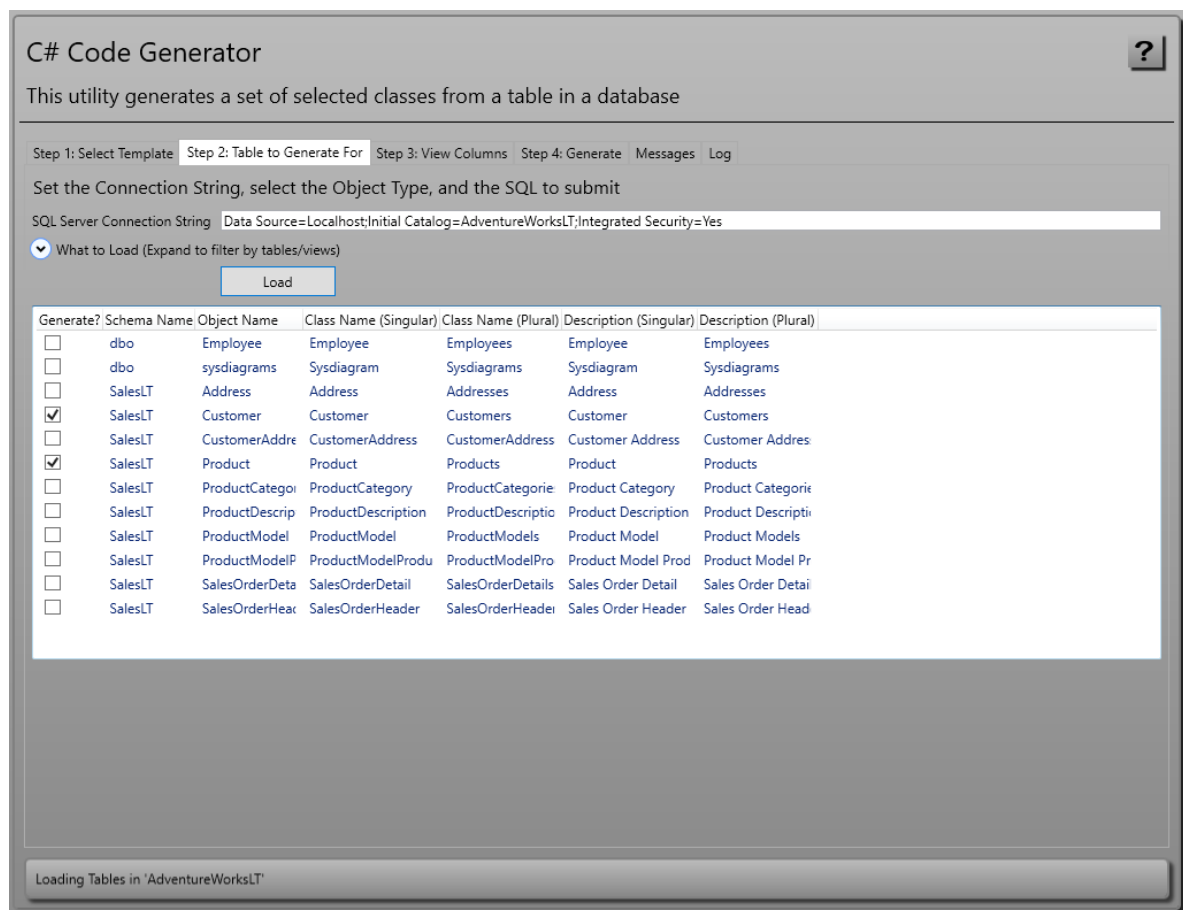 C# Code Generator
?
This utility generates a set of selected classes from a table in a database
Step 1: Select Template Step 2: Table to Generate For Step 3: View Columns Step 4: Generate Messages Log
Set the Connection String, select the Object Type, and the SQL to submit
SQL Server Connection String Data Source=Localhost;Initial Catalog=AdventureWorksLT;Integrated Security=Yes
What to Load (Expand to filter by tables/views)
Load
Generate? Schema Name Object Name Class Name (Singular) Class Name (Plural) Description (Singular) Description (Plural)
dbo Employee Employee Employees Employee Employees
dbo sysdiagrams Sysdiagram Sysdiagrams Sysdiagram Sysdiagrams
SalesLT Address Address Addresses Address Addresses
SalesLT Customer Customer Customers Customer Customers
SalesLT CustomerAddre CustomerAddress CustomerAddress Customer Address Customer Addres
SalesLT Product Product Products Product Products
SalesLT ProductCatego ProductCategory ProductCategorie Product Category Product Categorie
SalesLT ProductDescrip ProductDescription ProductDescriptio Product Description Product Descripti
SalesLT ProductModel ProductModel ProductModels Product Model Product Models
SalesLT ProductModelP ProductModelProdu ProductModelPro Product Model Prod Product Model Pr
SalesLT SalesOrderDeta SalesOrderDetail SalesOrderDetails Sales Order Detail Sales Order Detai
SalesLT SalesOrderHead SalesOrderHeader SalesOrderHeader Sales Order Header Sales Order Head
Loading Tables in 'AdventureWorksLT'